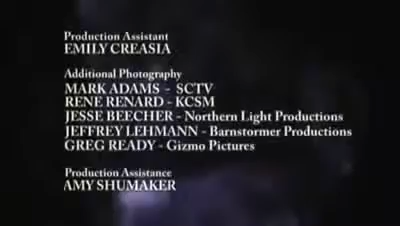 Production Assistant
EMILY CREASIA
Additional Photography
MARK ADAMS - SCTV
RENE RENARD - KCSM
JESSE BEECHER - Northern Light Productions
JEFFREY LEHMANN - Barnstormer Productions
GREG READY - Gizmo Pictures
Production Assistance
AMY SHUMAKER